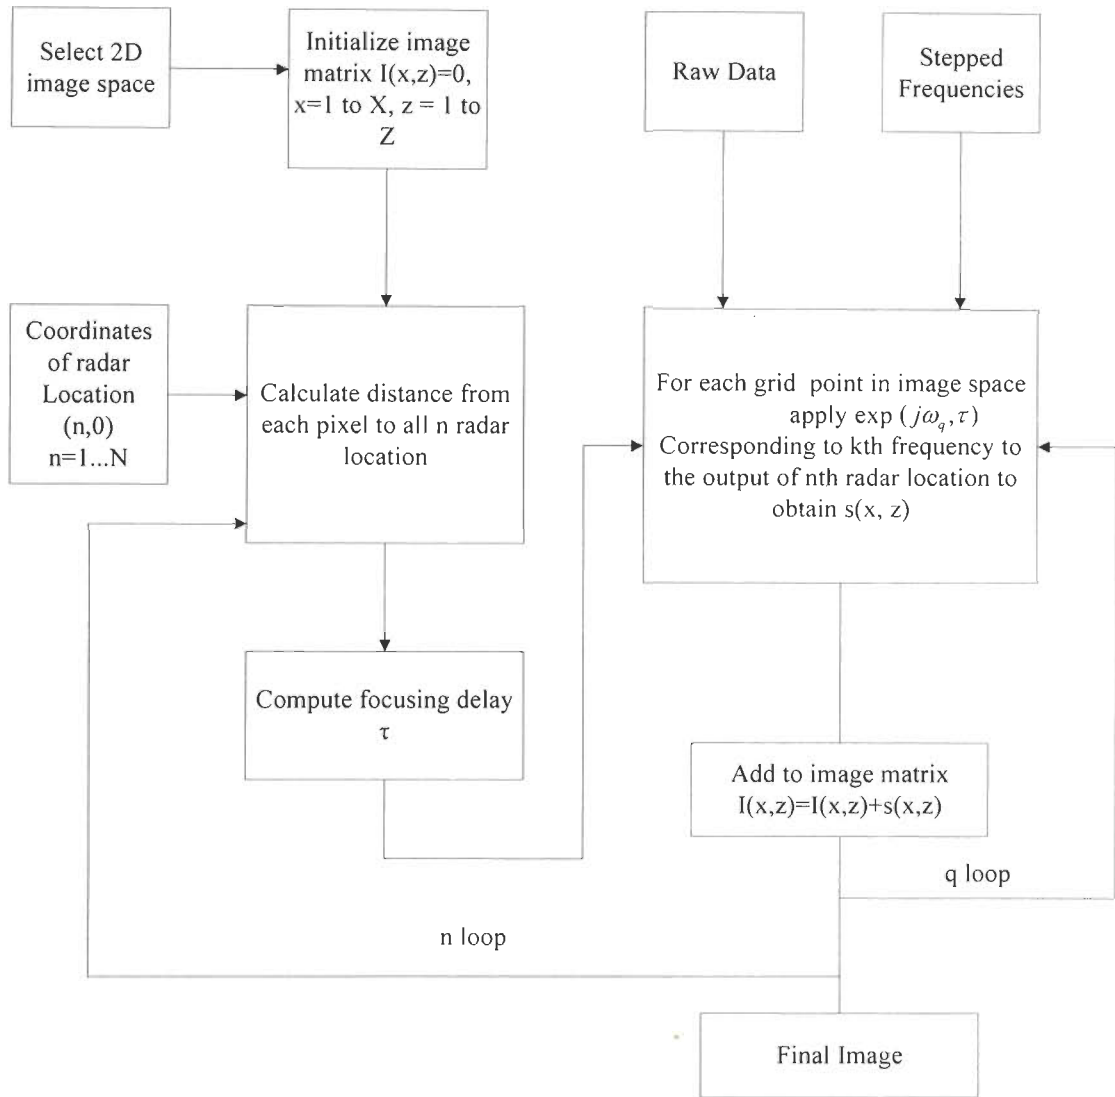 Select 2D
image space
Initialize image
matrix I(x,z)=0,
x=1 to X, z = 1 to
Z
Raw Data
Stepped
Frequencies
Coordinates
of radar
Location
(n,0)
n=1...N
Calculate distance from
each pixel to all n radar
location
For each grid point in image space
apply exp (jω_q,τ)
Corresponding to kth frequency to
the output of nth radar location to
obtain s(x, z)
Compute focusing delay
τ
Add to image matrix
I(x,z)=I(x,z)+s(x,z)
q loop
n loop
Final Image